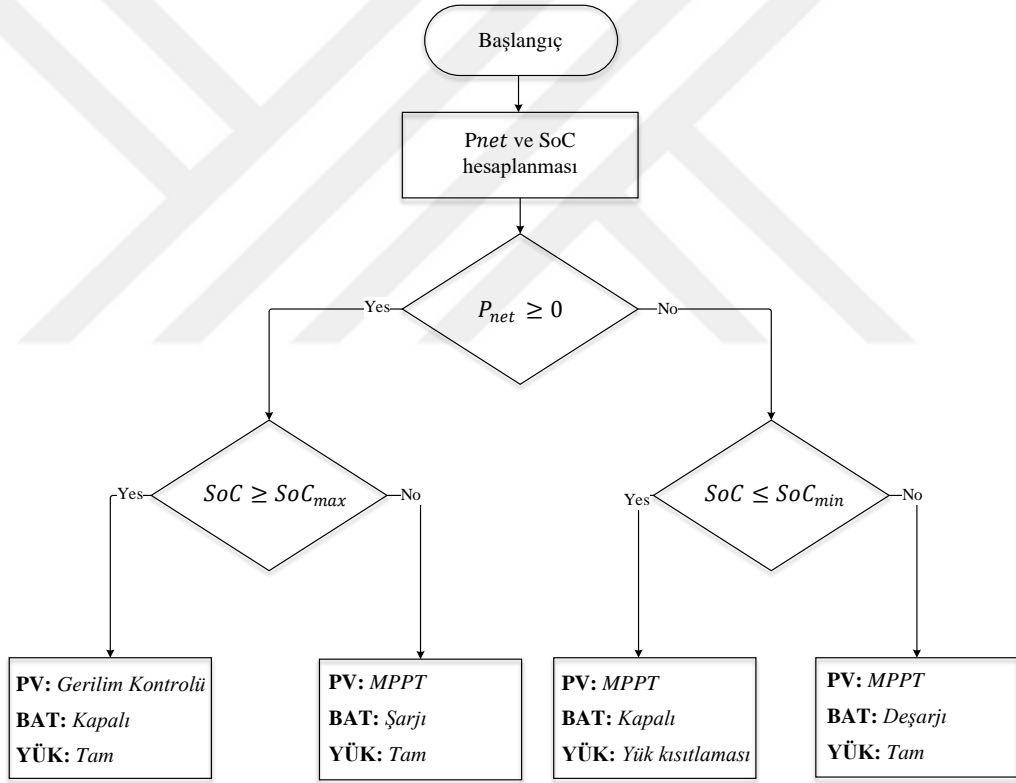 Başlangıç
Pnet ve SoC
hesaplanması
Yes
P_net ≥ 0
No
Yes
SoC ≥ SoC_max
No
Yes
SoC ≤ SoC_min
No
PV: Gerilim Kontrolü
BAT: Kapalı
YÜK: Tam
PV: MPPT
BAT: Şarjı
YÜK: Tam
PV: MPPT
BAT: Kapalı
YÜK: Yük kısıtlaması
PV: MPPT
BAT: Deşarjı
YÜK: Tam